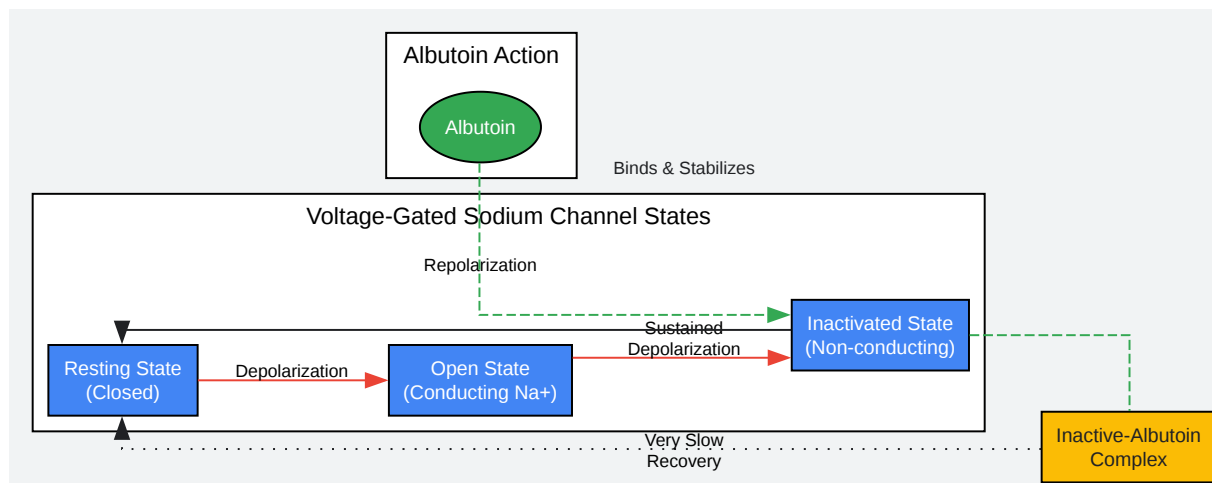 Albutoin Action
Albutoin
Binds & Stabilizes
Voltage-Gated Sodium Channel States
Repolarization
Inactivated State
(Non-conducting)
Sustained
Depolarization
Resting State
(Closed)
Depolarization
Open State
(Conducting Na+)
Very Slow
Recovery
Inactive-Albutoin
Complex